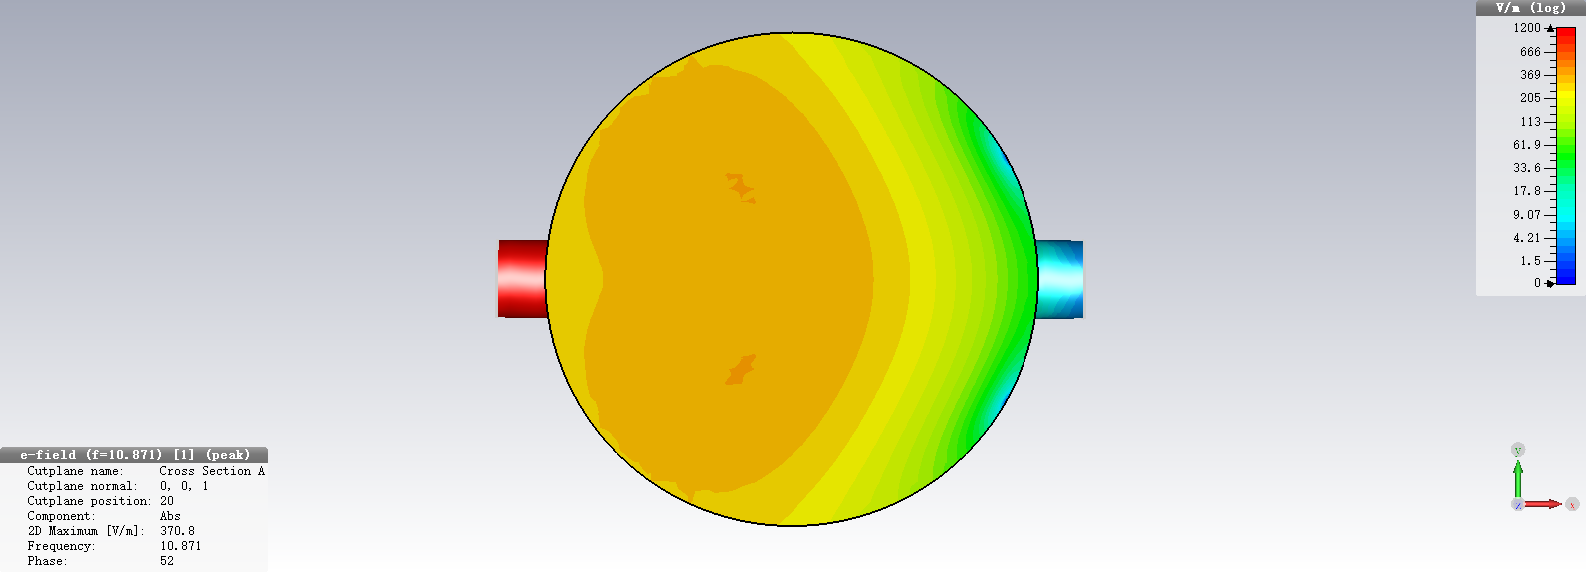 V/m (log)
1200
666
369
205
113
61.9
33.6
17.8
9.07
4.21
1.5
0
e-field (f=10.871) [1] (peak)
Cutplane name: Cross Section A
Cutplane normal: 0, 0, 1
Cutplane position: 20
Component: Abs
2D Maximum [V/m]: 370.8
Frequency: 10.871
Phase: 52
Y
Z
X